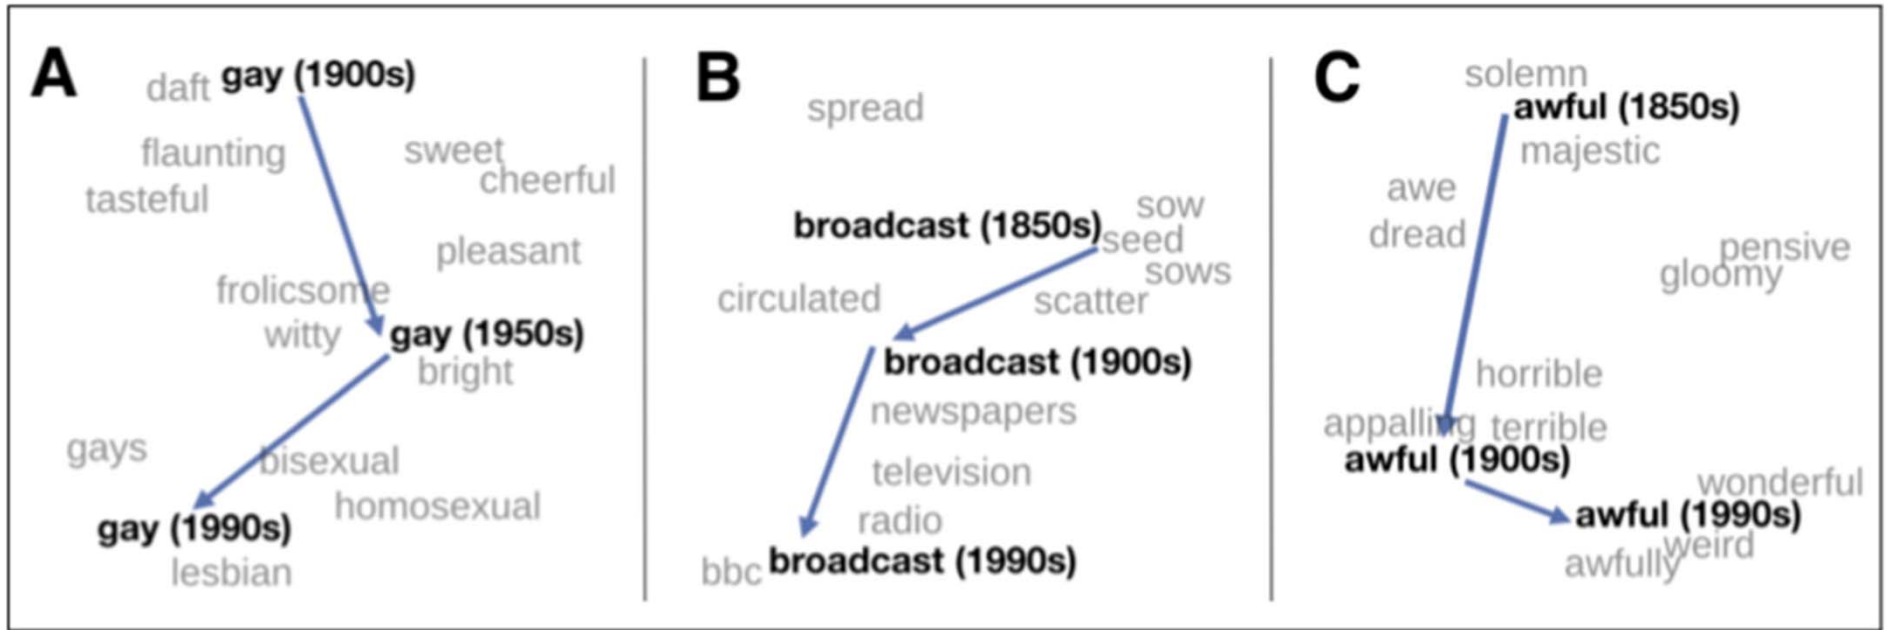 A
daft gay (1900s)
flaunting
sweet
tasteful
cheerful
pleasant
frolicsome
witty
gay (1950s)
bright
gays
bisexual
homosexual
gay (1990s)
lesbian
B
spread
broadcast (1850s)
sow
seed
sows
circulated
scatter
broadcast (1900s)
newspapers
television
radio
bbc broadcast (1990s)
C
solemn
awful (1850s)
majestic
awe
dread
pensive
gloomy
horrible
appalling terrible
awful (1900s)
wonderful
awful (1990s)
weird
awfully